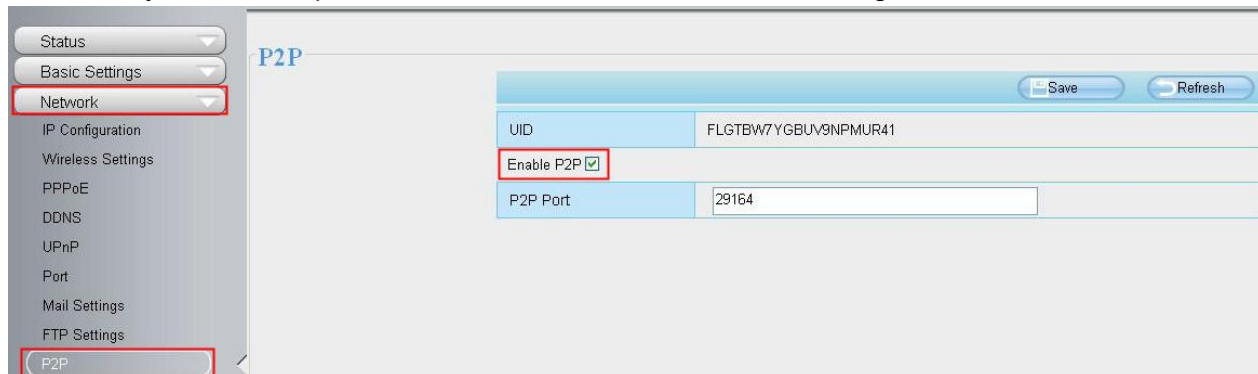 Status
Basic Settings
Network
IP Configuration
Wireless Settings
PPPoE
DDNS
UPnP
Port
Mail Settings
FTP Settings
P2P
P2P
Save Refresh
UID FLGTBW7YGBUV9NPMUR41
Enable P2P
P2P Port 29164